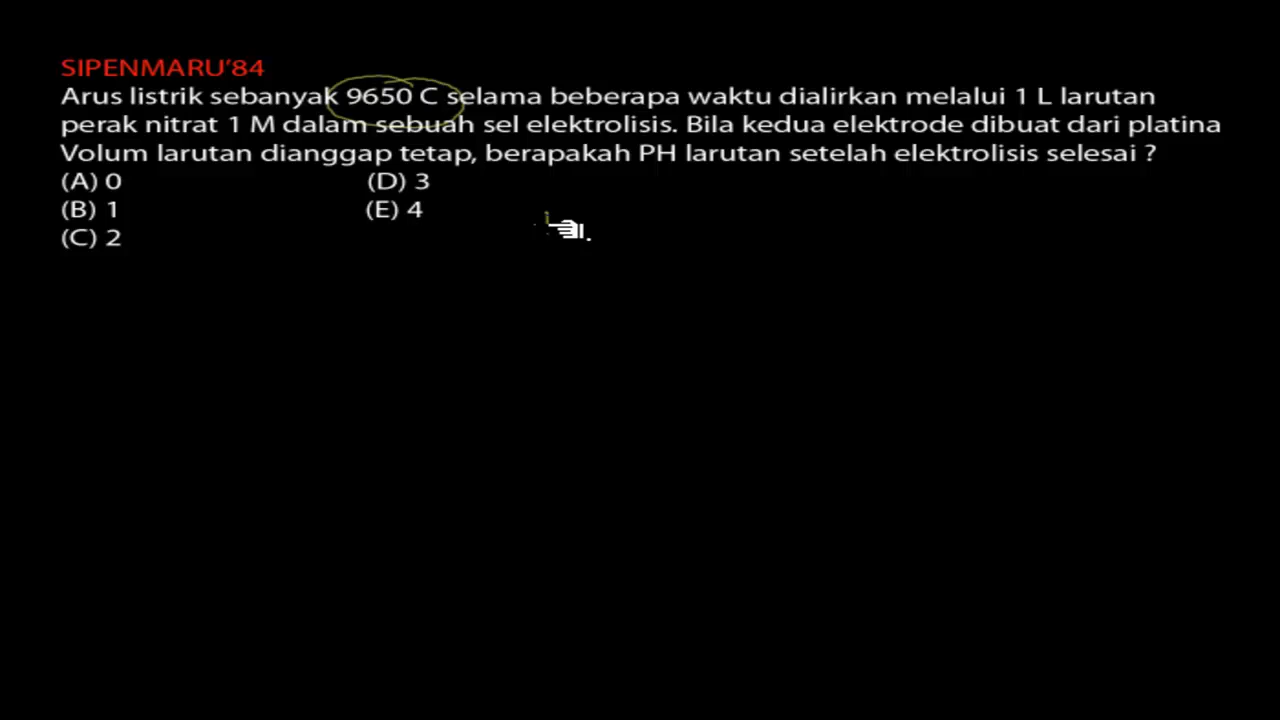 SIPENMARU'84
Arus listrik sebanyak 9650 C selama beberapa waktu dialirkan melalui 1 L larutan
perak nitrat 1 M dalam sebuah sel elektrolisis. Bila kedua elektrode dibuat dari platina
Volum larutan dianggap tetap, berapakah PH larutan setelah elektrolisis selesai ?
(A) 0 (D) 3
(B) 1 (E) 4
(C) 2